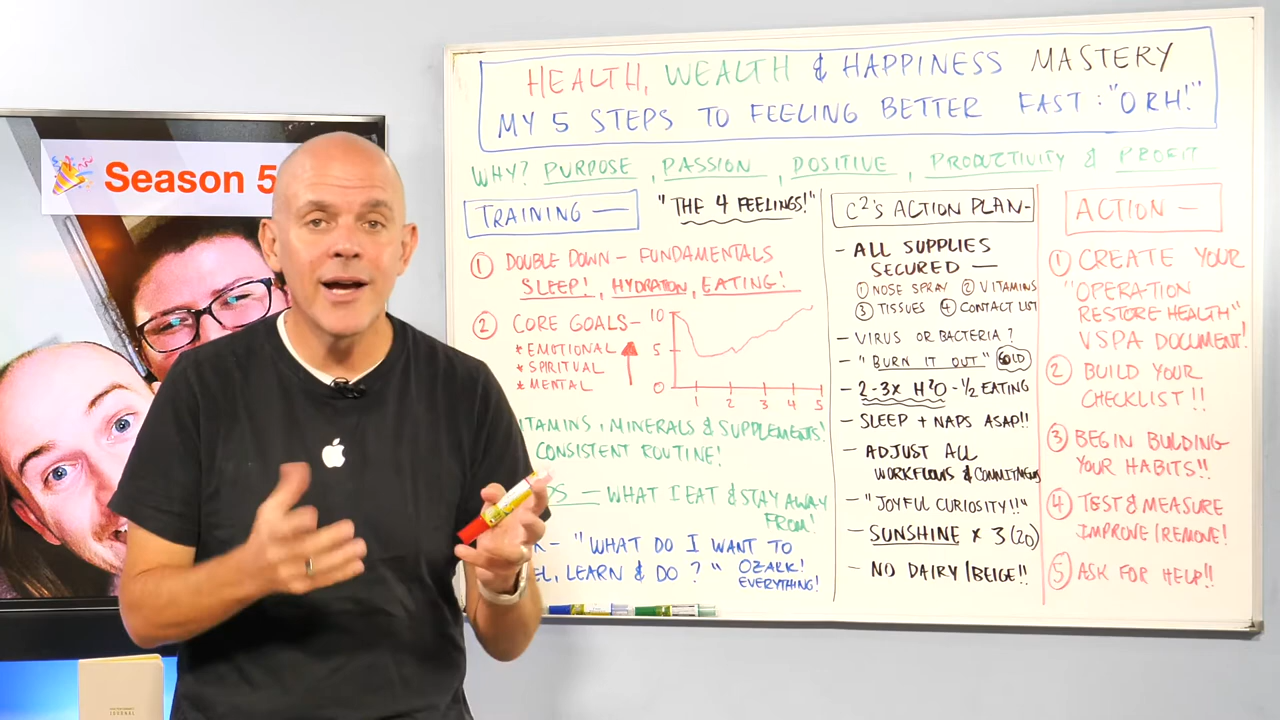 Season 5
HEALTH, WEALTH & HAPPINESS MASTERY
MY 5 STEPS TO FEELING BETTER FAST: "ORH!"
WHY? PURPOSE, PASSION, POSITIVE, PRODUCTIVITY & PROFIT
TRAINING —
"THE 4 FEELINGS!"
① DOUBLE DOWN – FUNDAMENTALS
SLEEP!, HYDRATION, EATING!
② CORE GOALS –
* EMOTIONAL
* SPIRITUAL
* MENTAL
10
5
0
1 2 3 4 5
ITAMINS, MINERALS & SUPPLEMENTS!
CONSISTENT ROUTINE!
DS — WHAT I EAT & STAY AWAY
FROM!
K – "WHAT DO I WANT TO
EL, LEARN & DO?" OZARK!
EVERYTHING!
C²'S ACTION PLAN –
– ALL SUPPLIES
SECURED —
① NOSE SPRAY ② VITAMINS
③ TISSUES ④ CONTACT LIST
– VIRUS OR BACTERIA?
– "BURN IT OUT"
– 2-3X H²O – ½ EATING
– SLEEP + NAPS ASAP!!
– ADJUST ALL
WORKFLOWS & COMMITMENTS
– "JOYFUL CURIOSITY!!"
– SUNSHINE x 3 (20)
– NO DAIRY/BEIGE!!
ACTION —
① CREATE YOUR
"OPERATION
RESTORE HEALTH"
VSPA DOCUMENT!
② BUILD YOUR
CHECKLIST!!
③ BEGIN BUILDING
YOUR HABITS!!
④ TEST & MEASURE
IMPROVE/REMOVE!
⑤ ASK FOR HELP!!
JOURNAL